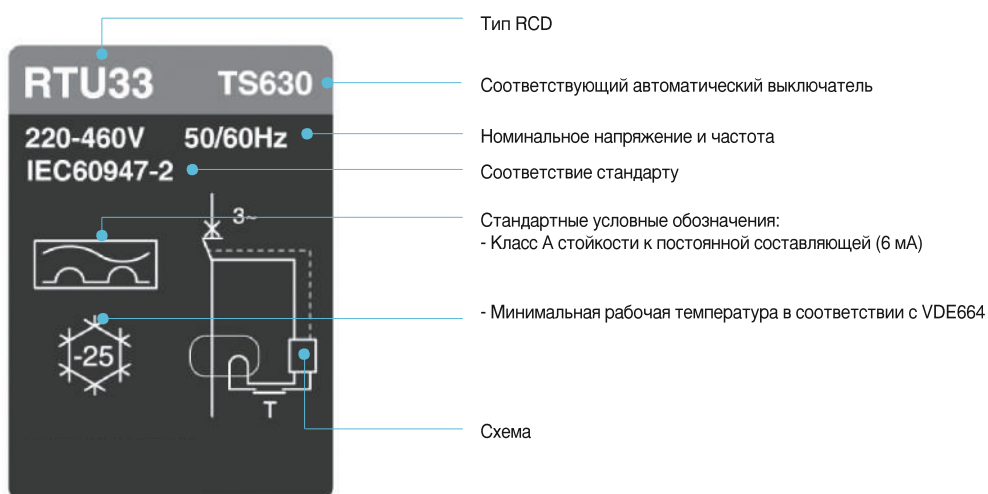 Тип RCD
RTU33 TS630
Соответствующий автоматический выключатель
220-460V 50/60Hz
Номинальное напряжение и частота
IEC60947-2
Соответствие стандарту
3~
Стандартные условные обозначения:
- Класс А стойкости к постоянной составляющей (6 мА)
- Минимальная рабочая температура в соответствии с VDE664
-25
T
Схема